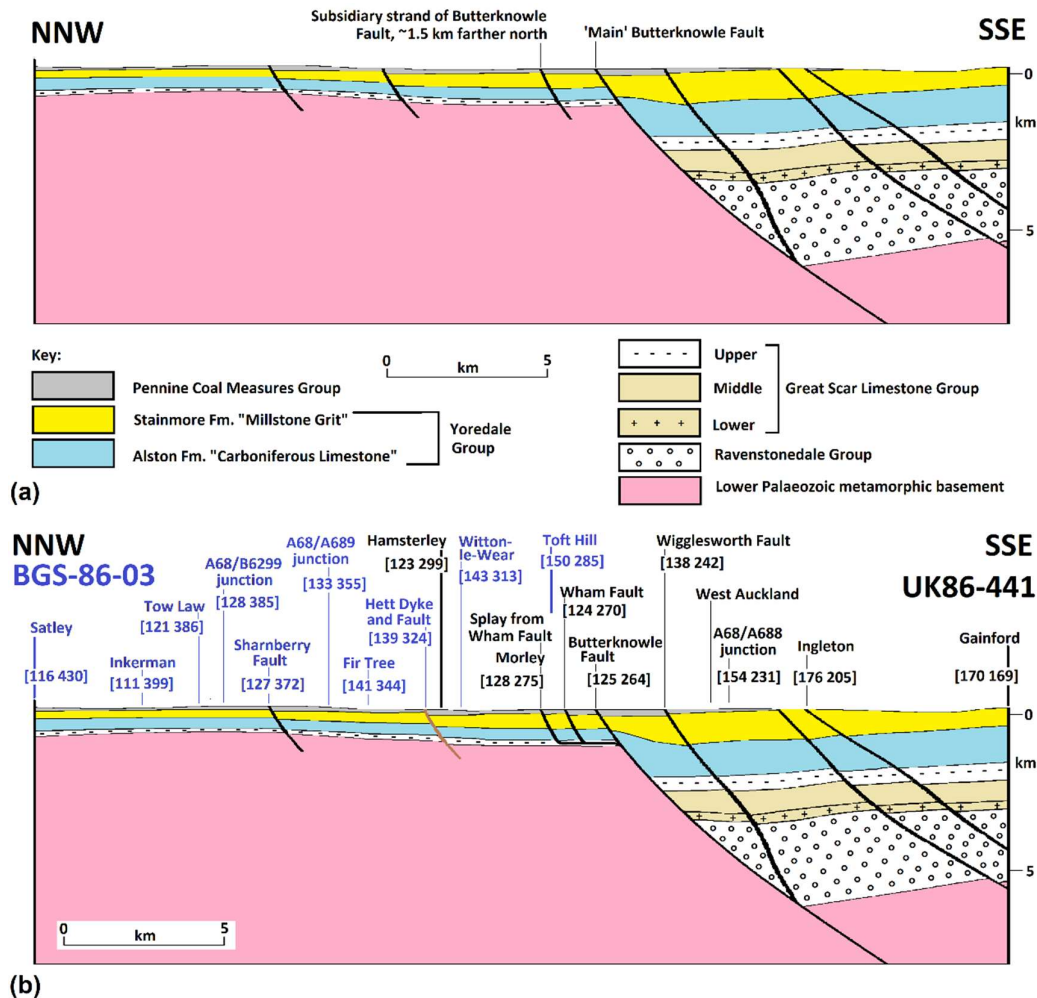 (a)
NNW
Subsidiary strand of Butterknowle
Fault, ~1.5 km farther north
'Main' Butterknowle Fault
SSE
0
km
5
Key:
Pennine Coal Measures Group
Stainmore Fm. "Millstone Grit"
Alston Fm. "Carboniferous Limestone"
Yoredale
Group
0
5
km
Upper
Middle
Lower
Great Scar Limestone Group
Ravenstonedale Group
Lower Palaeozoic metamorphic basement
(a)
NNW
BGS-86-03
SSE
UK86-441
Satley
[116 430]
Inkerman
[111 399]
Tow Law
[121 386]
A68/B6299
junction
[128 385]
Sharnberry
Fault
[127 372]
A68/A689
junction
[133 355]
Fir Tree
[141 344]
Hett Dyke
and Fault
[139 324]
Hamsterley
[123 299]
Witton-
le-Wear
[143 313]
Splay from
Wham Fault
Morley
[128 275]
Toft Hill
[150 285]
Wham Fault
[124 270]
Butterknowle
Fault
[125 264]
Wigglesworth Fault
[138 242]
West Auckland
A68/A688
junction
[154 231]
Ingleton
[176 205]
Gainford
[170 169]
0
km
5
0
5
km
(b)